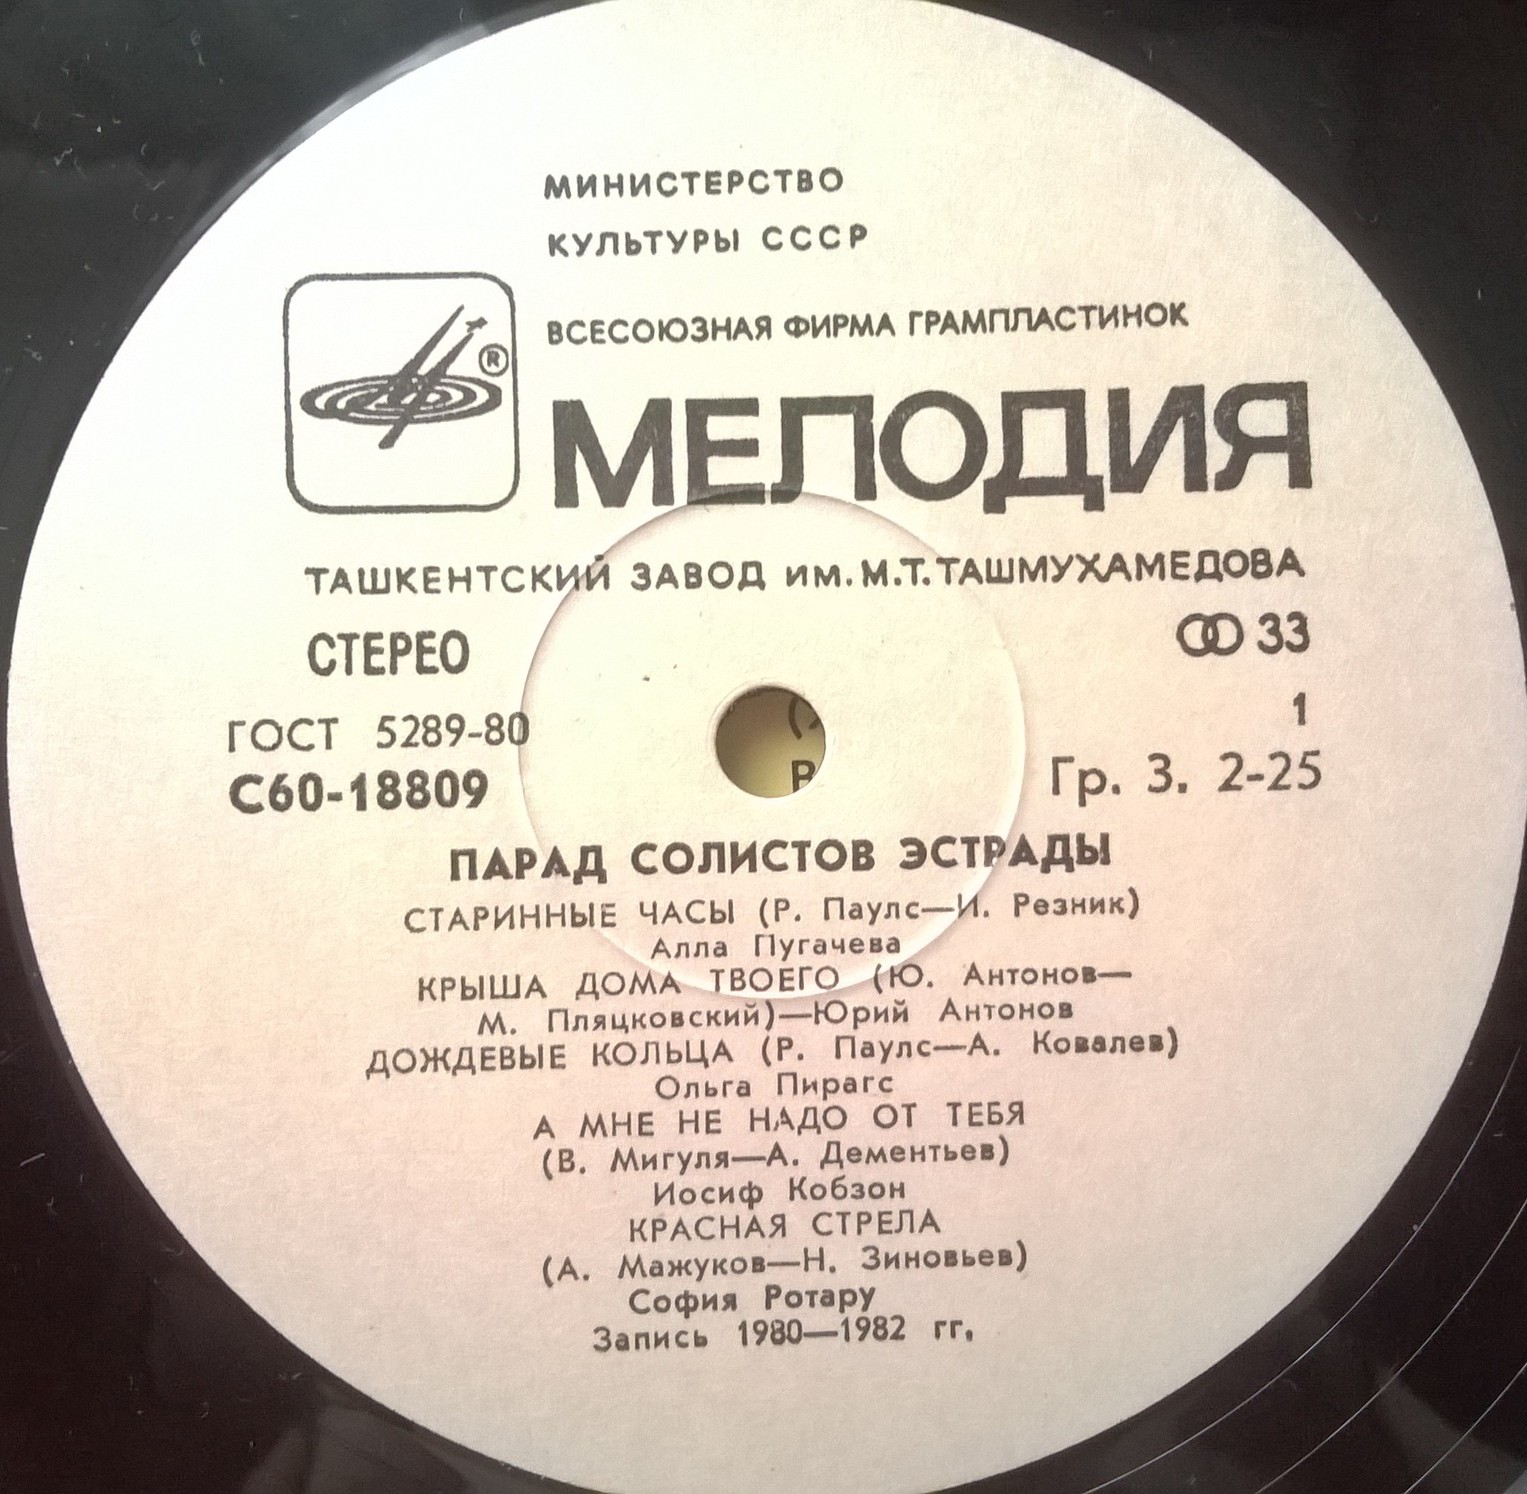 МИНИСТЕРСТВО
КУЛЬТУРЫ СССР
®
ВСЕСОЮЗНАЯ ФИРМА ГРАМПЛАСТИНОК
МЕЛОДИЯ
ТАШКЕНТСКИЙ ЗАВОД ИМ. М.Т. ТАШМУХАМЕДОВА
СТЕРЕО 33
1
ГОСТ 5289-80
С60-18809 Гр. 3. 2-25
ПАРАД СОЛИСТОВ ЭСТРАДЫ
СТАРИННЫЕ ЧАСЫ (Р. Паулс—И. Резник)
Алла Пугачева
КРЫША ДОМА ТВОЕГО (Ю. Антонов—
М. Пляцковский)—Юрий Антонов
ДОЖДЕВЫЕ КОЛЬЦА (Р. Паулс—А. Ковалев)
Ольга Пирагс
А МНЕ НЕ НАДО ОТ ТЕБЯ
(В. Мигуля—А. Дементьев)
Иосиф Кобзон
КРАСНАЯ СТРЕЛА
(А. Мажуков—Н. Зиновьев)
София Ротару
Запись 1980—1982 гг.